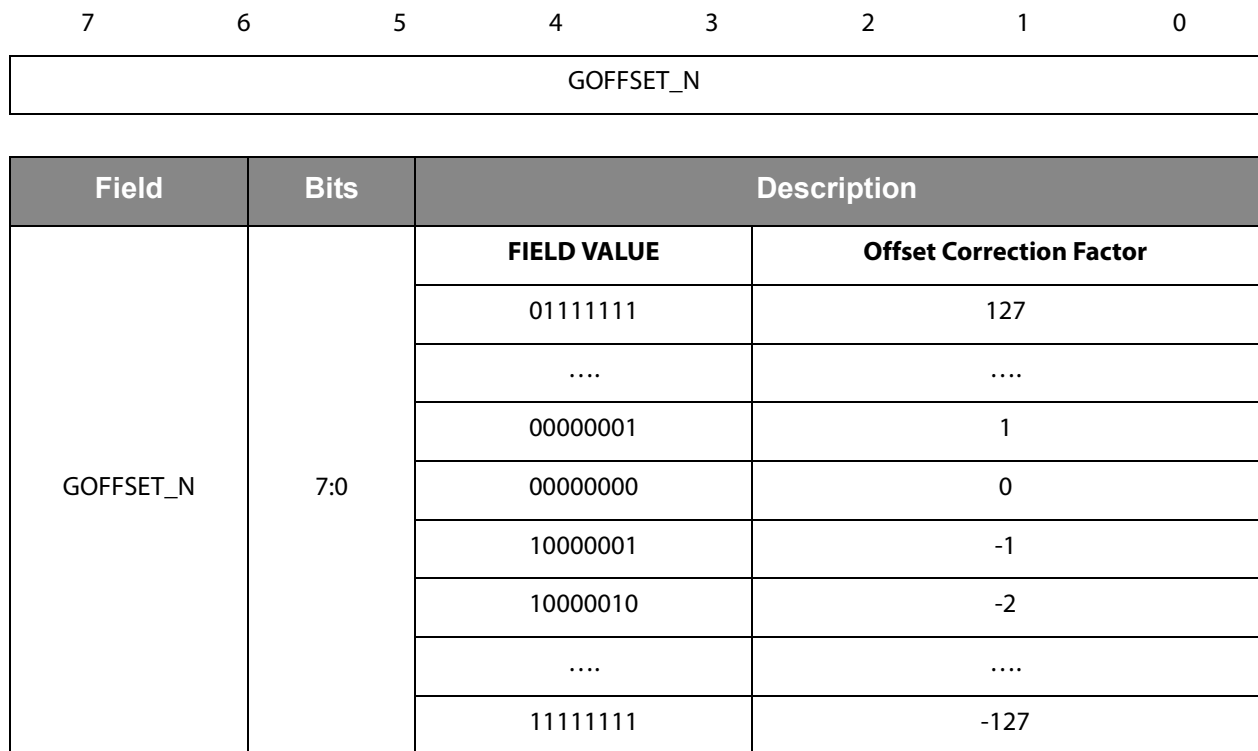 7 6 5 4 3 2 1 0
GOFFSET_N
Field Bits Description
FIELD VALUE Offset Correction Factor
01111111 127
…. ….
00000001 1
GOFFSET_N 7:0 00000000 0
10000001 -1
10000010 -2
…. ….
11111111 -127